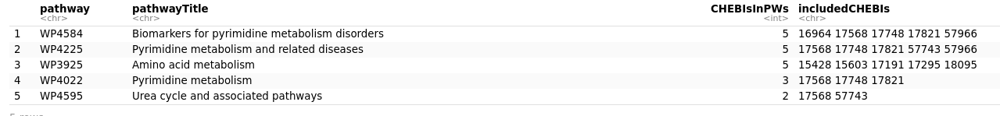 pathway pathwayTitle CHEBIsInPWs includedCHEBIs
<chr> <chr> <int> <chr>
1 WP4584 Biomarkers for pyrimidine metabolism disorders 5 16964 17568 17748 17821 57966
2 WP4225 Pyrimidine metabolism and related diseases 5 17568 17748 17821 57743 57966
3 WP3925 Amino acid metabolism 5 15428 15603 17191 17295 18095
4 WP4022 Pyrimidine metabolism 3 17568 17748 17821
5 WP4595 Urea cycle and associated pathways 2 17568 57743
5 rows